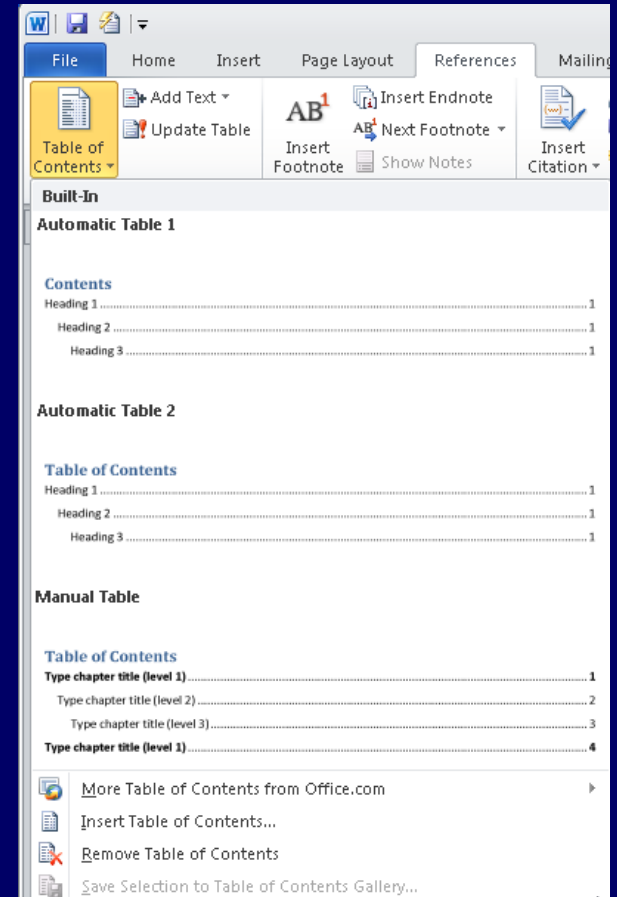 W
File Home Insert Page Layout References Mailing
Table of Contents
Add Text
Update Table
AB1
Insert Footnote
Insert Endnote
AB1 Next Footnote
Show Notes
Insert Citation
Built-In
Automatic Table 1
Contents
Heading 1 1
Heading 2 1
Heading 3 1
Automatic Table 2
Table of Contents
Heading 1 1
Heading 2 1
Heading 3 1
Manual Table
Table of Contents
Type chapter title (level 1) 1
Type chapter title (level 2) 2
Type chapter title (level 3) 3
Type chapter title (level 1) 4
More Table of Contents from Office.com
Insert Table of Contents...
Remove Table of Contents
Save Selection to Table of Contents Gallery...